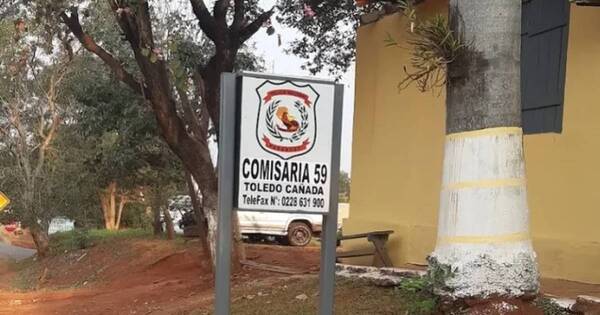 COMISARIA 59
TOLEDO CAÑADA
TeleFax N°: 0228 631 900